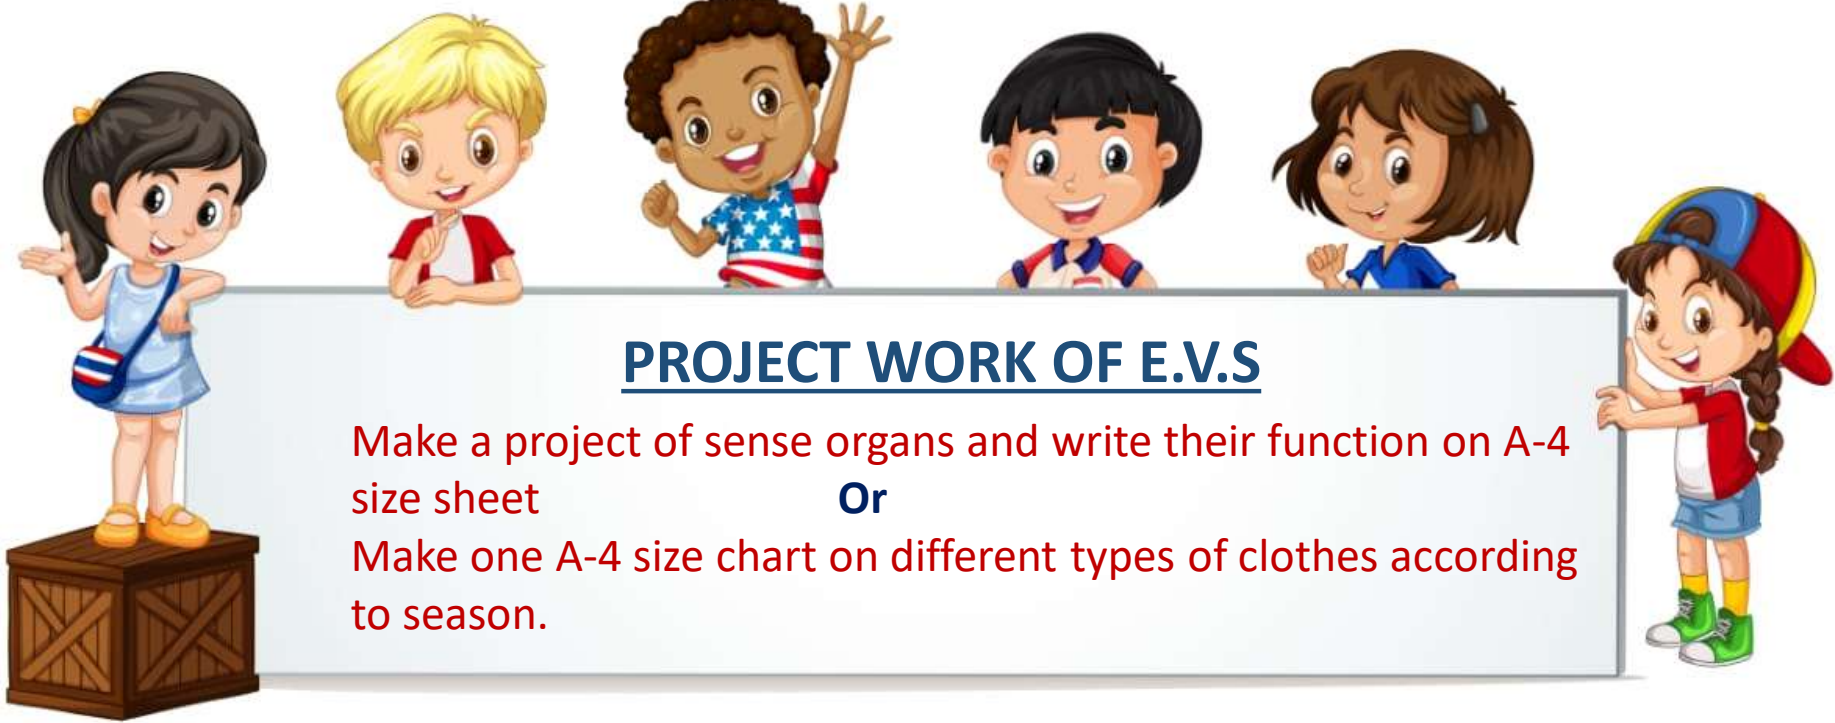 PROJECT WORK OF E.V.S
Make a project of sense organs and write their function on A-4
size sheet Or
Make one A-4 size chart on different types of clothes according
to season.